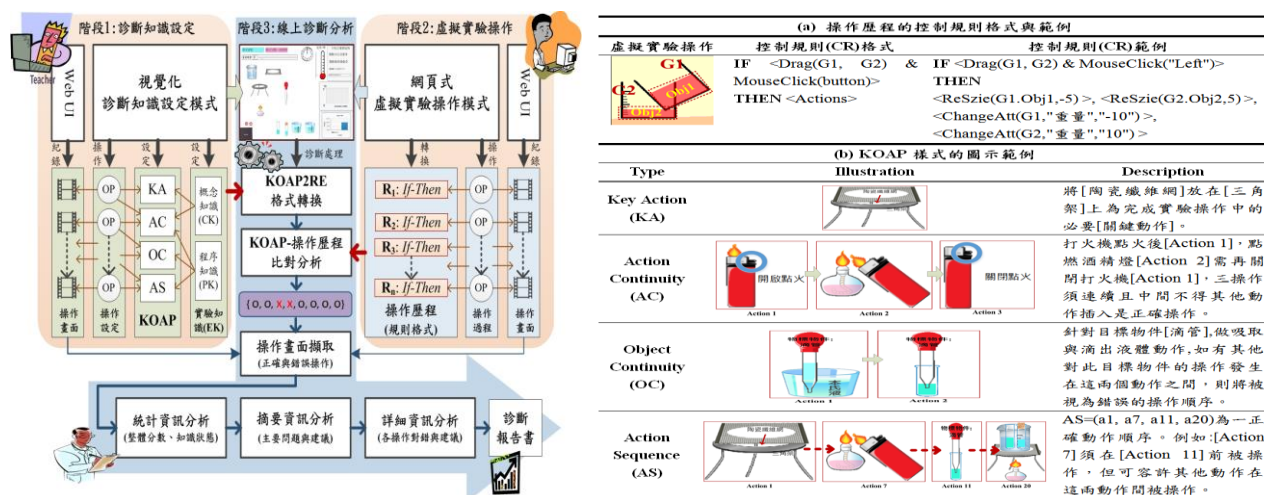 階段1:診斷知識設定
階段3:線上診斷分析
階段2:虛擬實驗操作
Teacher
Web UI
視覺化
診斷知識設定模式
網頁式
虛擬實驗操作模式
Web UI
紀錄
操作
設定
設定
診斷處理
轉換
操作
紀錄
OP
KA
概念
知識
(CK)
KOAP2RE
格式轉換
R1: If-Then
OP
OP
AC
R2: If-Then
OP
OP
OC
程序
知識
(PK)
KOAP-操作歷程
比對分析
R3: If-Then
OP
OP
AS
{O, O, X, X, O, O, O, O}
Rn: If-Then
OP
操作
畫面
操作
設定
KOAP
實驗知
識(EK)
操作歷程
(規則格式)
操作
過程
操作
畫面
操作畫面擷取
(正確與錯誤操作)
統計資訊分析
(整體分數、知識狀態)
摘要資訊分析
(主要問題與建議)
詳細資訊分析
(各操作對錯與建議)
診斷
報告書
(a) 操作歷程的控制規則格式與範例
虛擬實驗操作
控制規則(CR)格式
控制規則(CR)範例
G1
G2
Obj1
Obj2
IF <Drag(G1, G2) &
MouseClick(button)>
THEN <Actions>
IF <Drag(G1, G2) & MouseClick("Left")>
THEN
<ReSzie(G1.Obj1,-5)>, <ReSzie(G2.Obj2,5)>,
<ChangeAtt(G1,"重量","-10")>,
<ChangeAtt(G2,"重量","10")>
(b) KOAP 樣式的圖示範例
Type
Illustration
Description
Key Action
(KA)
陶瓷纖維網
將[陶瓷纖維網]放在[三角
架]上為完成實驗操作中的
必要[關鍵動作]。
Action
Continuity
(AC)
開啟點火
關閉點火
Action 1
Action 2
Action 3
打火機點火後[Action 1]，點
燃酒精燈[Action 2]需再關
閉打火機[Action 1]，三操作
須連續且中間不得其他動
作插入是正確操作。
Object
Continuity
(OC)
Action 1
Action 2
針對目標物件[滴管],做吸取
與滴出液體動作,如有其他
對此目標物件的操作發生
在這兩個動作之間，則將被
視為錯誤的操作順序。
Action
Sequence
(AS)
陶瓷纖維網
Action 1
Action 7
Action 11
Action 20
AS=(a1, a7, a11, a20)為一正
確動作順序。例如:[Action
7]須在[Action 11]前被操
作，但可容許其他動作在
這兩動作間被操作。